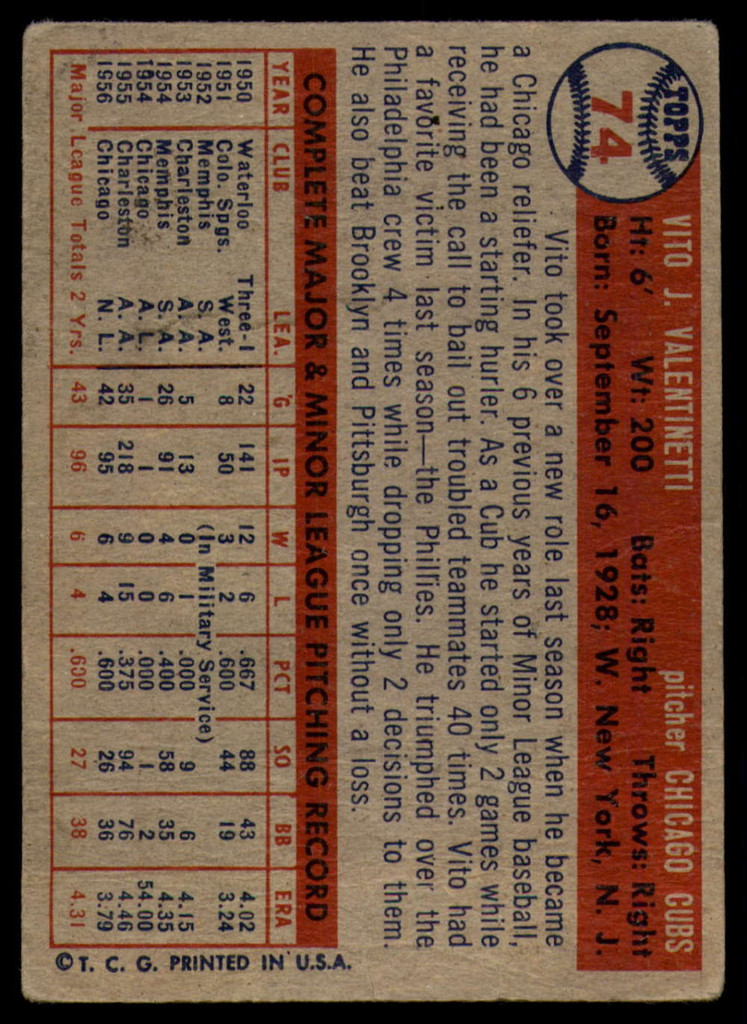 TOPPS
74
VITO J. VALENTINETTI pitcher CHICAGO CUBS
Ht: 6' Wt: 200 Bats: Right Throws: Right
Born: September 16, 1928; W. New York, N. J.
Vito took over a new role last season when he became
a Chicago reliefer. In his 6 previous years of Minor League baseball,
he had been a starting hurler. As a Cub he started only 2 games while
receiving the call to bail out troubled teammates 40 times. Vito had
a favorite victim last season—the Phillies. He triumphed over the
Philadelphia crew 4 times while dropping only 2 decisions to them.
He also beat Brooklyn and Pittsburgh once without a loss.
COMPLETE MAJOR & MINOR LEAGUE PITCHING RECORD
YEAR CLUB LEA. G IP W L PCT SO BB ERA
1950 Waterloo Three-I 22 141 12 6 .667 88 43 4.02
1951 Colo. Spgs. West. 8 50 3 2 .600 44 19 3.24
1952 Memphis S. A. (In Military Service)
1953 Charleston A. A. 5 13 0 1 .000 9 6 4.15
1954 Memphis S. A. 26 91 4 6 .400 58 35 4.35
1954 Chicago A. L. 1 1 0 0 .000 1 2 54.00
1955 Charleston A. A. 35 218 9 15 .375 94 76 4.46
1956 Chicago N. L. 42 95 6 4 .600 26 36 3.79
Major League Totals 2 Yrs. 43 96 6 4 .600 27 38 4.31
© T. C. G. PRINTED IN U.S.A.